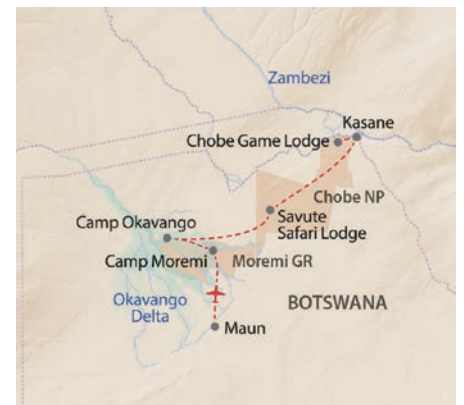 Zambezi
Kasane
Chobe Game Lodge
Chobe NP
Savute
Safari Lodge
Camp Okavango
Camp Moremi
Moremi GR
Okavango
Delta
BOTSWANA
Maun